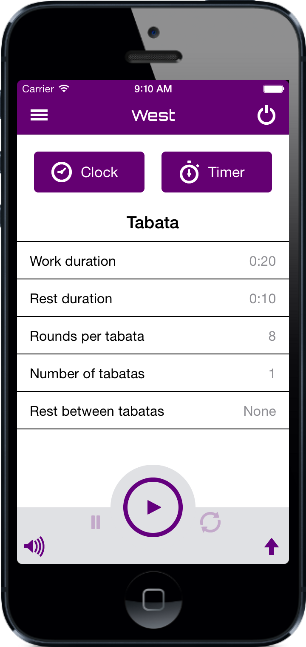 Carrier 9:10 AM
West
Clock Timer
Tabata
Work duration 0:20
Rest duration 0:10
Rounds per tabata 8
Number of tabatas 1
Rest between tabatas None